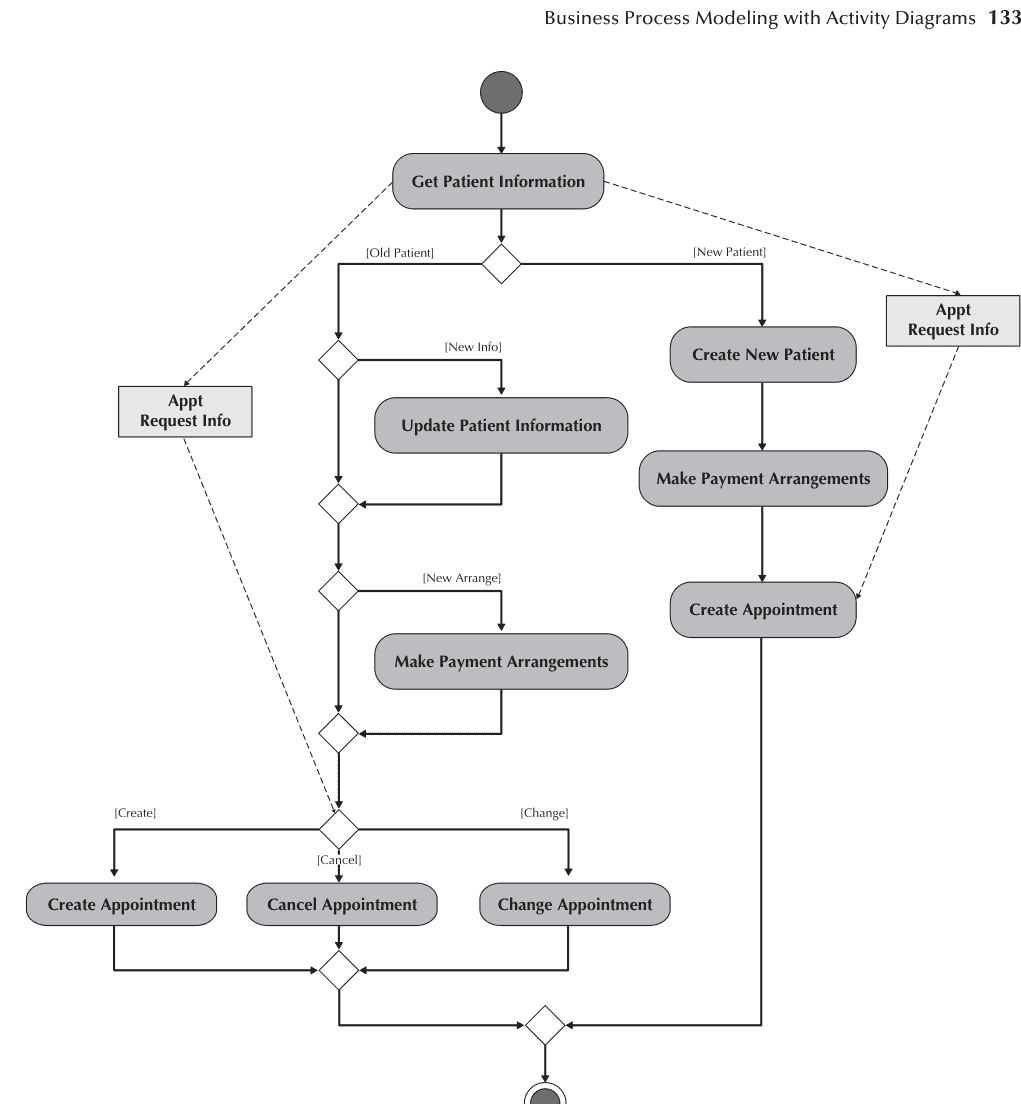 Business Process Modeling with Activity Diagrams 133
Get Patient Information
[Old Patient]
[New Patient]
Appt
Request Info
[New Info]
Create New Patient
Appt
Request Info
Update Patient Information
Make Payment Arrangements
[New Arrange]
Create Appointment
Make Payment Arrangements
[Create]
[Change]
[Cancel]
Create Appointment
Cancel Appointment
Change Appointment